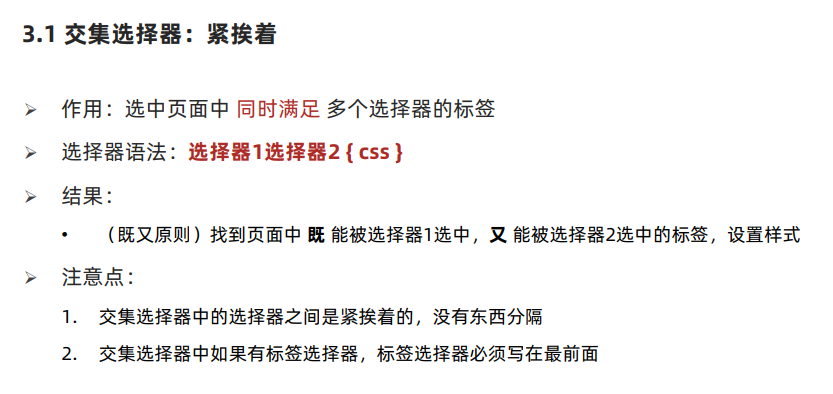 3.1 交集选择器：紧挨着
➢ 作用：选中页面中 同时满足 多个选择器的标签
➢ 选择器语法：选择器1选择器2 { css }
➢ 结果：
• （既又原则）找到页面中 既 能被选择器1选中，又 能被选择器2选中的标签，设置样式
➢ 注意点：
1. 交集选择器中的选择器之间是紧挨着的，没有东西分隔
2. 交集选择器中如果有标签选择器，标签选择器必须写在最前面